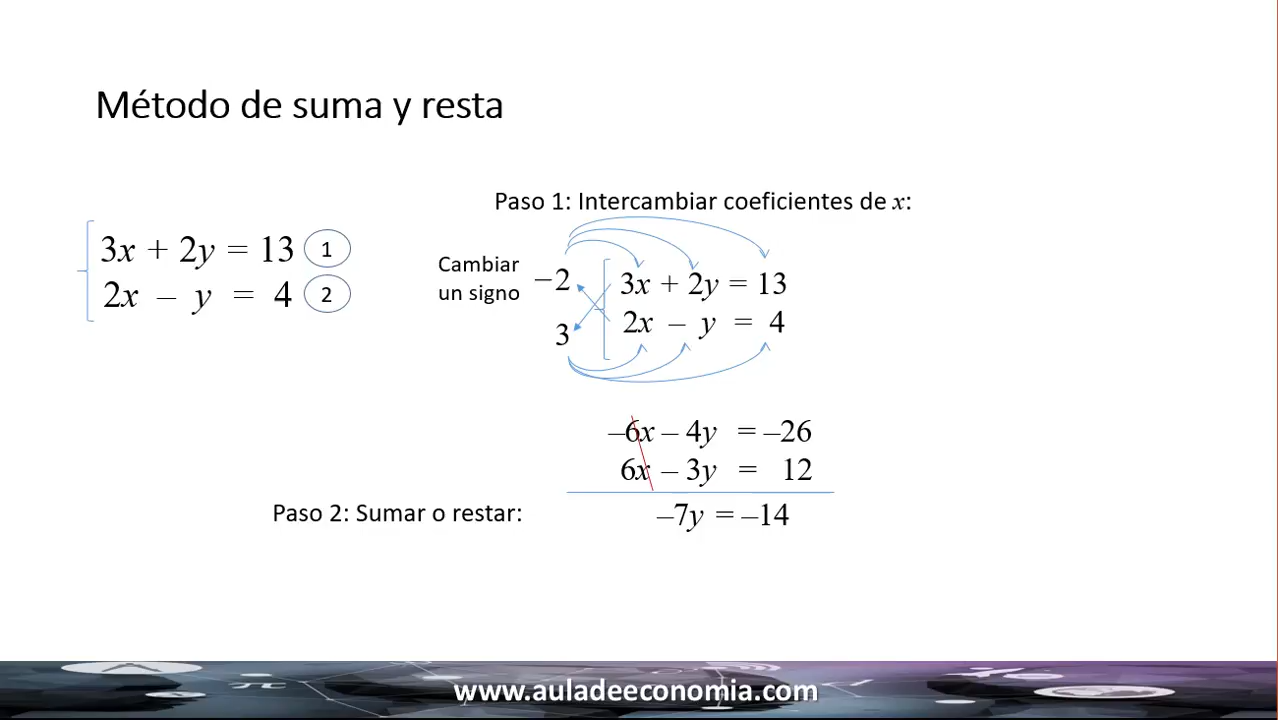 Método de suma y resta
3x + 2y = 13 1
2x – y = 4 2
Paso 1: Intercambiar coeficientes de x:
Cambiar
un signo
–2
3
3x + 2y = 13
2x – y = 4
–6x – 4y = –26
6x – 3y = 12
Paso 2: Sumar o restar:
–7y = –14
www.auladeeconomia.com